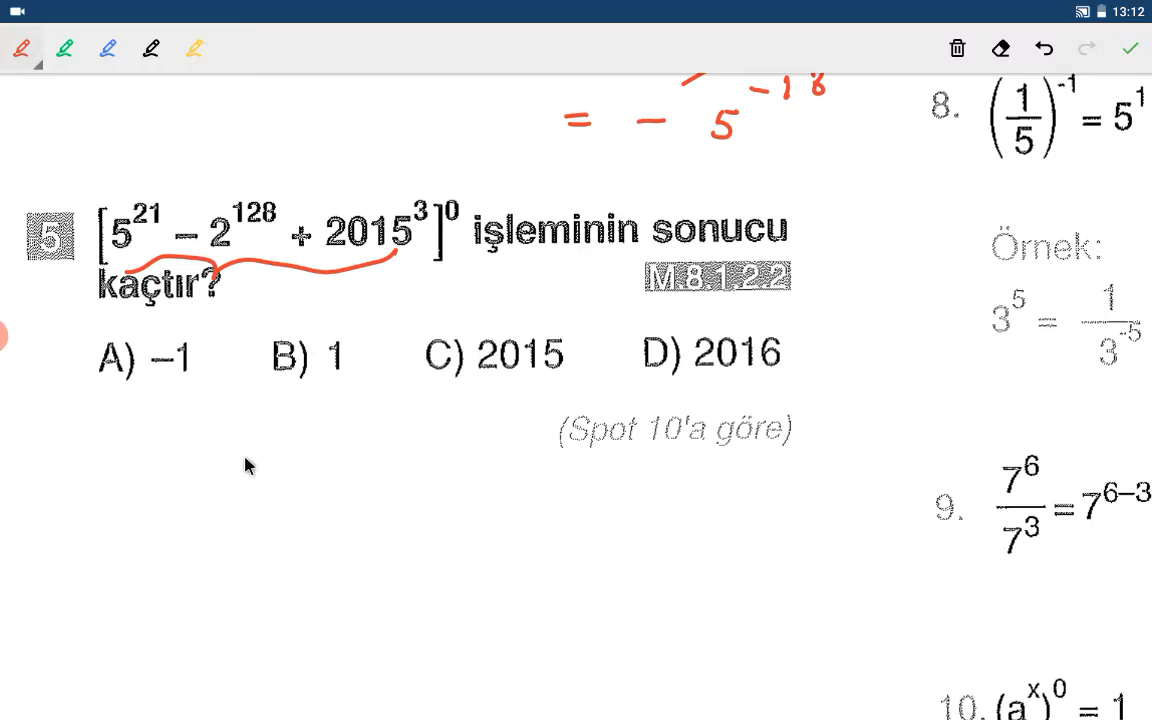 13:12
-18
= - 5
8. (1/5)^-1 = 5^1
5 [5^21 – 2^128 + 2015^3]^0 işleminin sonucu
kaçtır? M.8.1.2.2
A) –1 B) 1 C) 2015 D) 2016
(Spot 10'a göre)
Örnek:
3^5 = 1/3^-5
9. 7^6/7^3 = 7^6–3
10. (a^x)^0 = 1